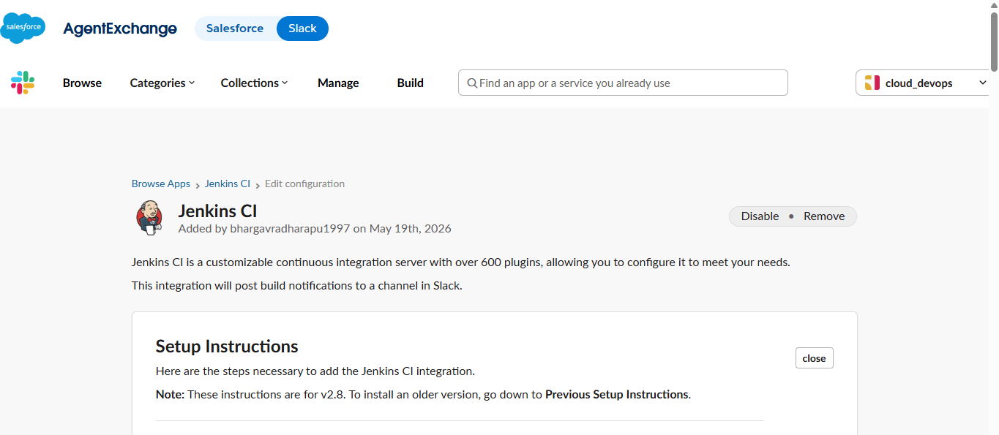 salesforce
AgentExchange Salesforce Slack
Browse Categories Collections Manage Build Find an app or a service you already use cloud_devops
Browse Apps > Jenkins CI > Edit configuration
Jenkins CI
Added by bhargavradharapu1997 on May 19th, 2026
Disable • Remove
Jenkins CI is a customizable continuous integration server with over 600 plugins, allowing you to configure it to meet your needs.
This integration will post build notifications to a channel in Slack.
Setup Instructions
close
Here are the steps necessary to add the Jenkins CI integration.
Note: These instructions are for v2.8. To install an older version, go down to Previous Setup Instructions.